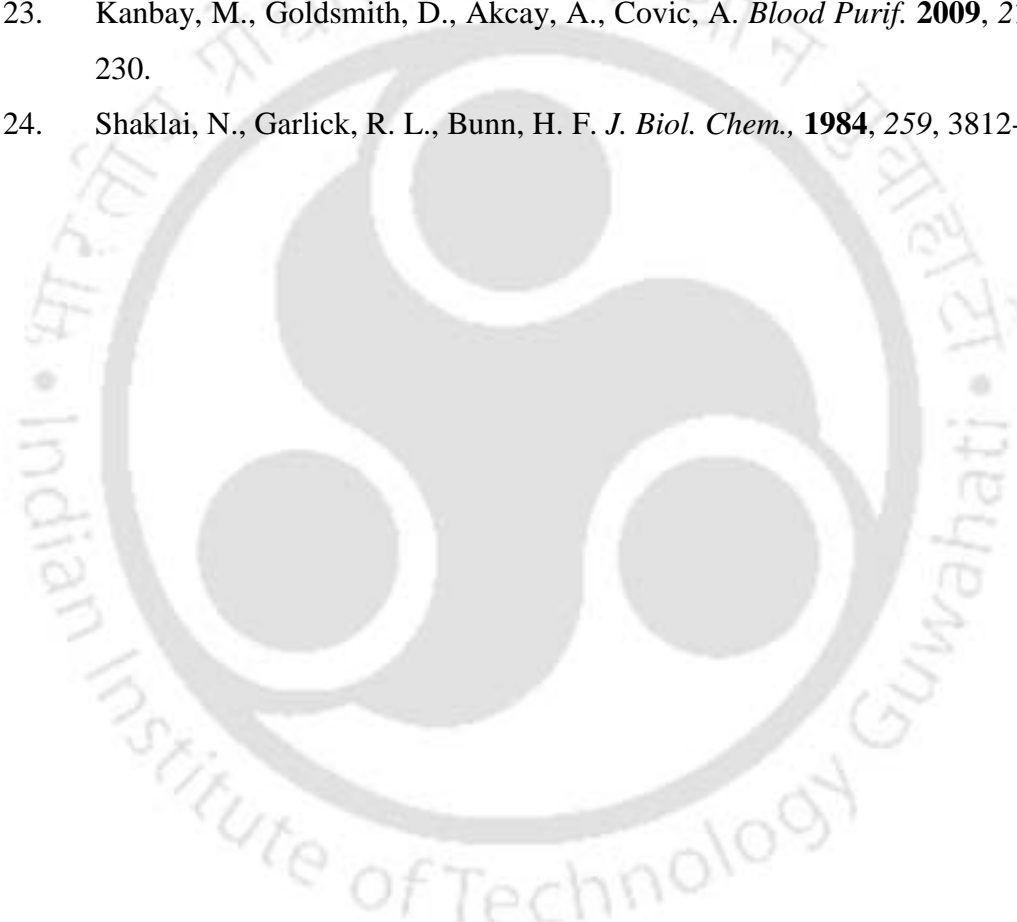 23. Kanbay, M., Goldsmith, D., Akcay, A., Covic, A. Blood Purif. 2009,
230.
24. Shaklai, N., Garlick, R. L., Bunn, H. F. J. Biol. Chem., 1984, 259, 3812-
• Indian Institute of Technology Guwahati •